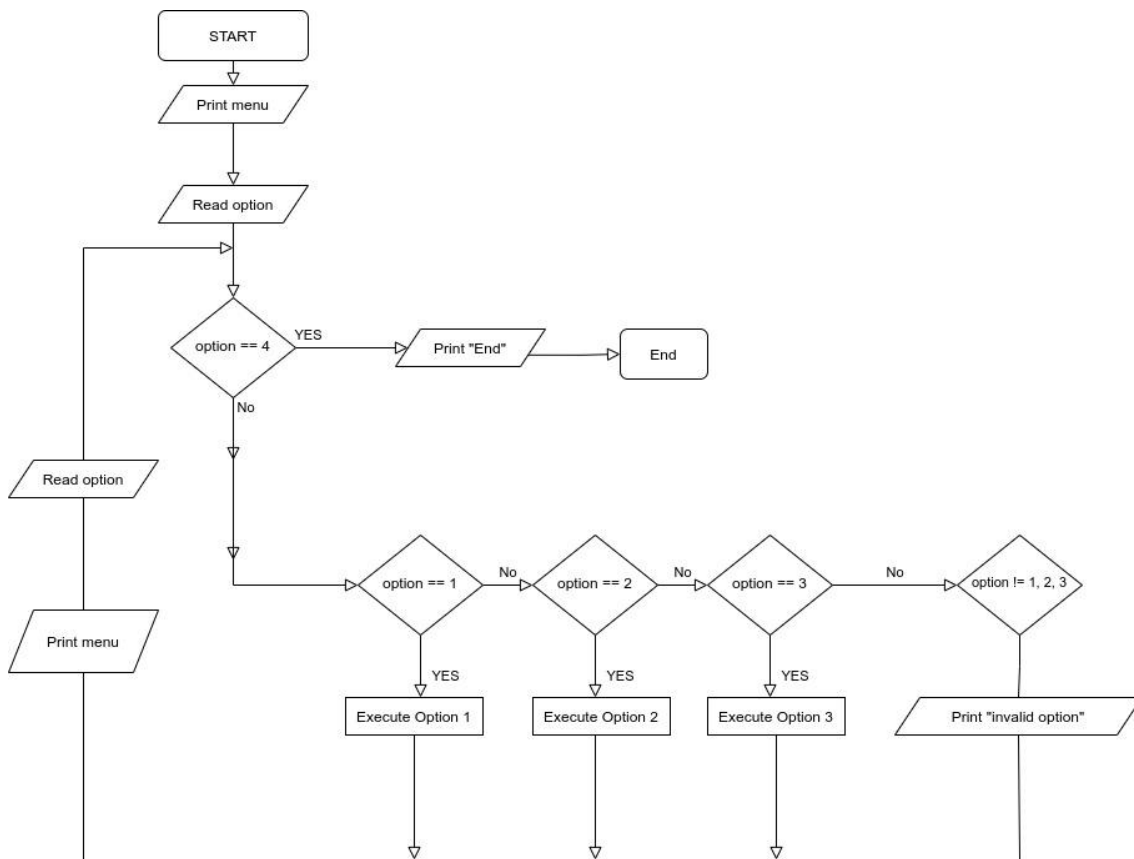 START
Print menu
Read option
option == 4
YES
Print "End"
End
No
Read option
option == 1
No
option == 2
No
option == 3
No
option != 1, 2, 3
Print menu
YES
YES
YES
Execute Option 1
Execute Option 2
Execute Option 3
Print "invalid option"